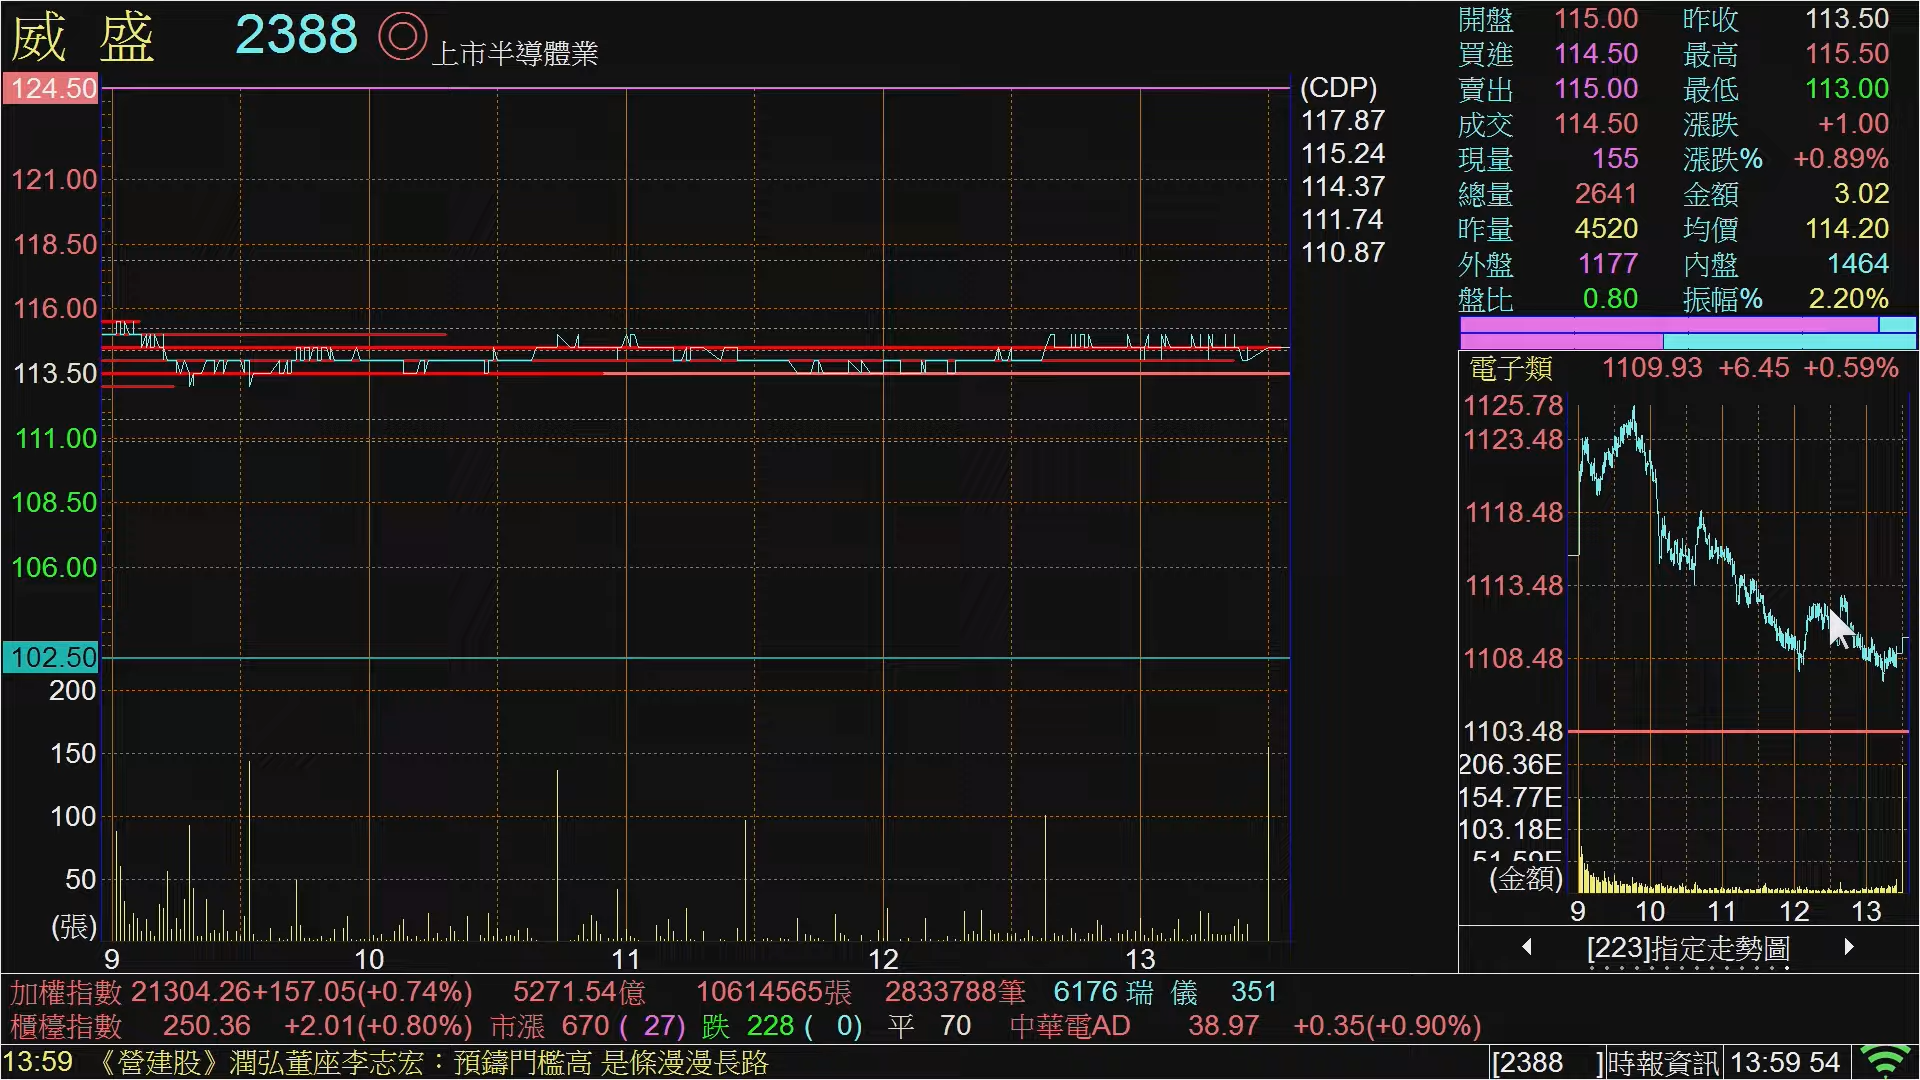 威 盛 2388 ◎ 上市半導體業
124.50
121.00
118.50
116.00
113.50
111.00
108.50
106.00
102.50
200
150
100
50
(張)
9 10 11 12 13
(CDP)
117.87
115.24
114.37
111.74
110.87
開盤 115.00 昨收 113.50
買進 114.50 最高 115.50
賣出 115.00 最低 113.00
成交 114.50 漲跌 +1.00
現量 155 漲跌% +0.89%
總量 2641 金額 3.02
昨量 4520 均價 114.20
外盤 1177 內盤 1464
盤比 0.80 振幅% 2.20%
電子類 1109.93 +6.45 +0.59%
1125.78
1123.48
1118.48
1113.48
1108.48
1103.48
206.36E
154.77E
103.18E
51.59E
(金額)
9 10 11 12 13
[223]指定走勢圖
加權指數 21304.26+157.05(+0.74%) 5271.54億 10614565張 2833788筆 6176 瑞 儀 351
櫃檯指數 250.36 +2.01(+0.80%) 市漲 670 ( 27) 跌 228 ( 0) 平 70 中華電AD 38.97 +0.35(+0.90%)
13:59 《營建股》潤弘董座李志宏：預鑄門檻高 是條漫漫長路 [2388 ]時報資訊 13:59 54